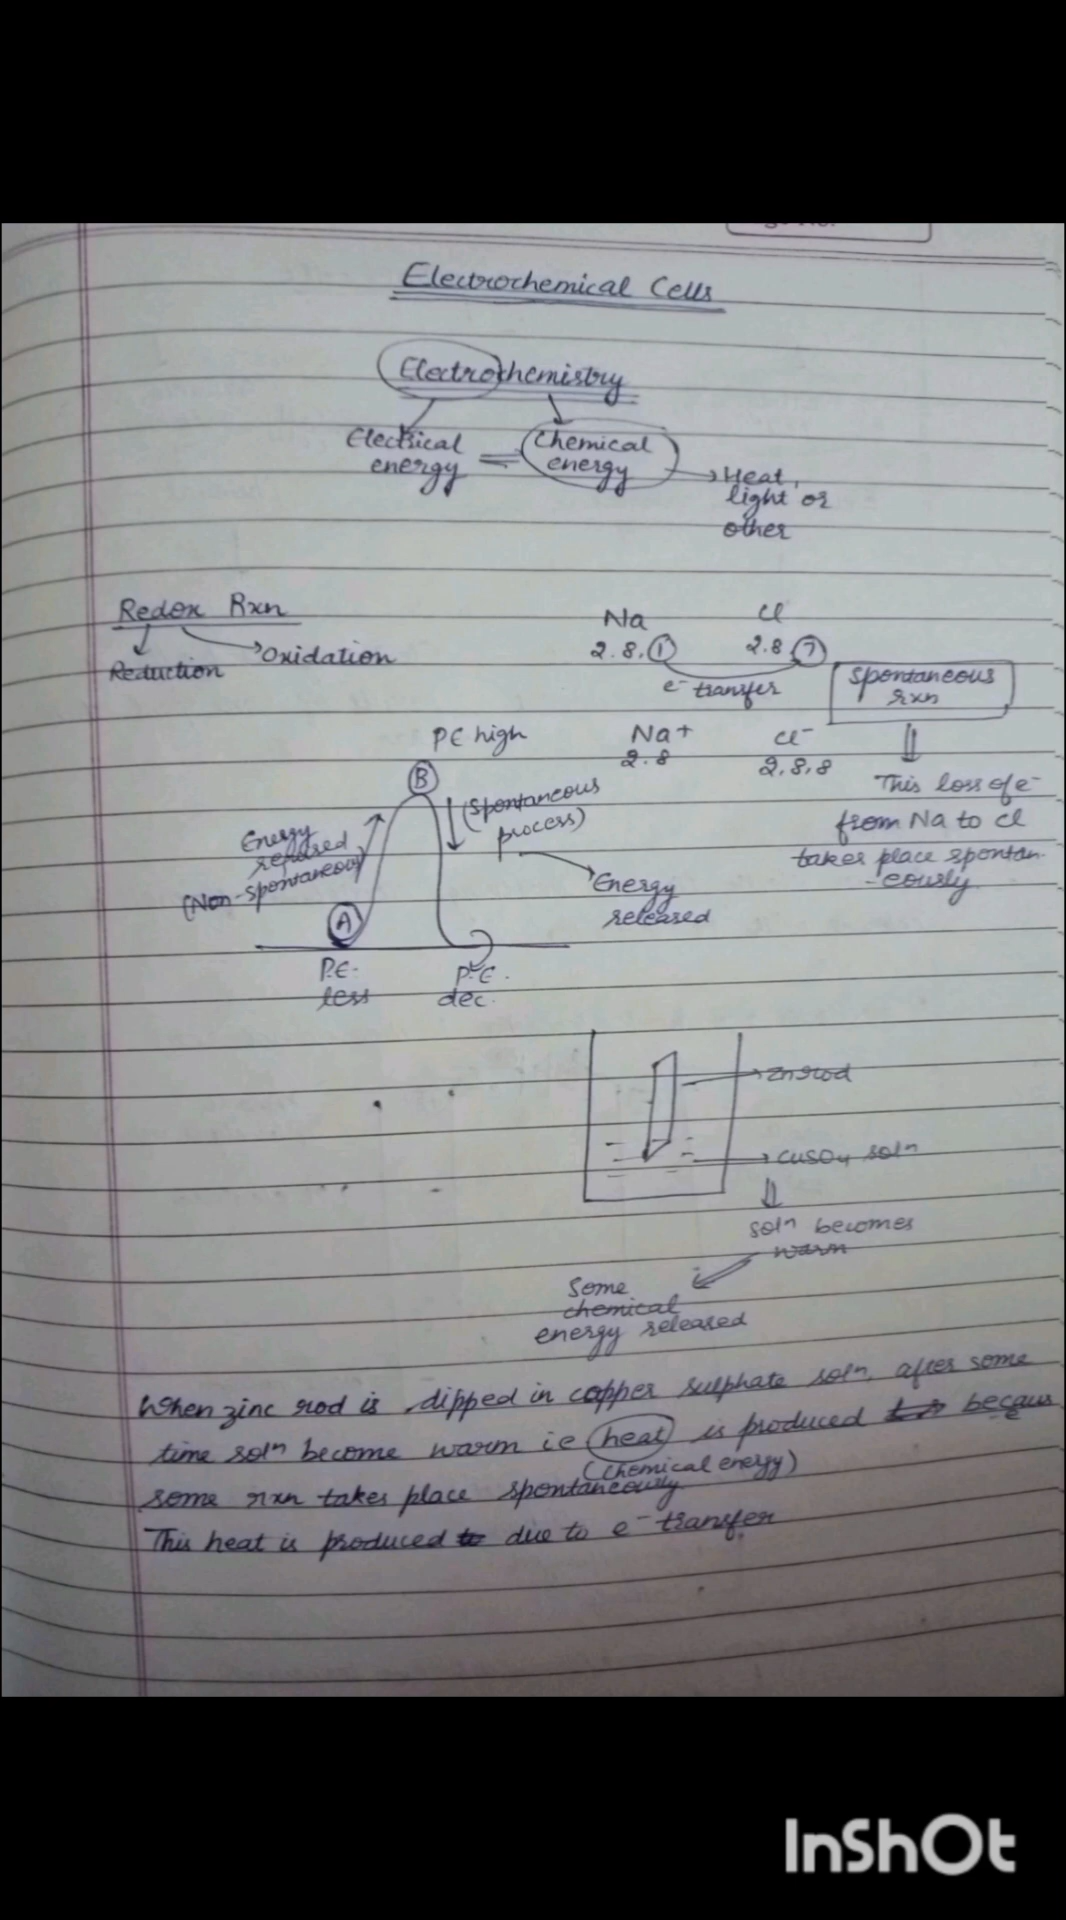 Electrochemical Cells
Electrochemistry
Electrical
energy
Chemical
energy
Heat,
light or
other
Redox Rxn
Reduction
Oxidation
Na
Cl
2.8.1
2.8 7
e- transfer
Spontaneous
rxn
Na+
2.8
Cl-
2,8,8
This loss of e-
from Na to Cl
takes place spontan-
-eously
PE high
B
(Spontaneous
process)
Energy
released
Energy
required
(Non-spontaneous)
A
P.E.
less
P.E.
dec.
Zn rod
CuSO4 soln
soln becomes
warm
Some
chemical
energy released
When zinc rod is dipped in copper sulphate soln, after some
time soln become warm ie heat is produced becaus
(chemical energy)
some rxn takes place spontaneously
This heat is produced due to e- transfer
InShOt